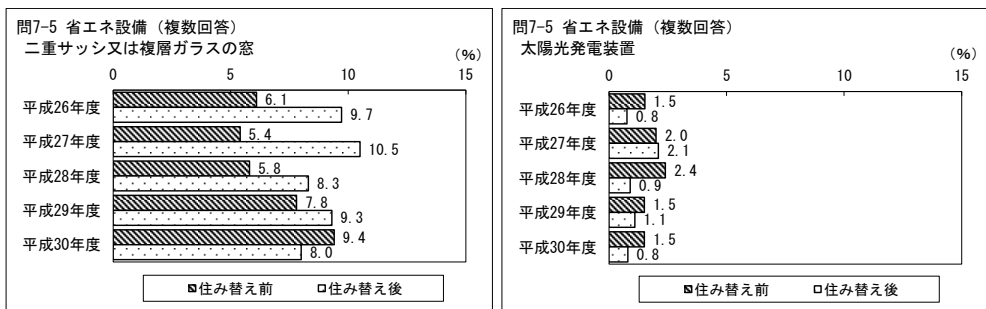 問7-5 省エネ設備（複数回答）
二重サッシ又は複層ガラスの窓
（%）
0 5 10 15
平成26年度 6.1
9.7
平成27年度 5.4
10.5
平成28年度 5.8
8.3
平成29年度 7.8
9.3
平成30年度 9.4
8.0
住み替え前 住み替え後
問7-5 省エネ設備（複数回答）
太陽光発電装置
（%）
0 5 10 15
平成26年度 1.5
0.8
平成27年度 2.0
2.1
平成28年度 2.4
0.9
平成29年度 1.5
1.1
平成30年度 1.5
0.8
住み替え前 住み替え後